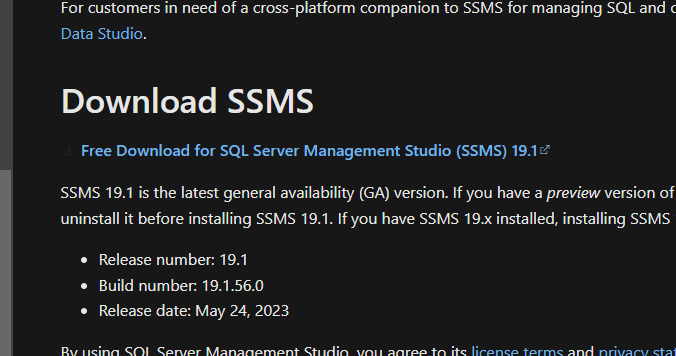 For customers in need of a cross-platform companion to SSMS for managing SQL and
Data Studio.
Download SSMS
Free Download for SQL Server Management Studio (SSMS) 19.1
SSMS 19.1 is the latest general availability (GA) version. If you have a preview version of
uninstall it before installing SSMS 19.1. If you have SSMS 19.x installed, installing SSMS
• Release number: 19.1
• Build number: 19.1.56.0
• Release date: May 24, 2023
By using SQL Server Management Studio, you agree to its license terms and privacy